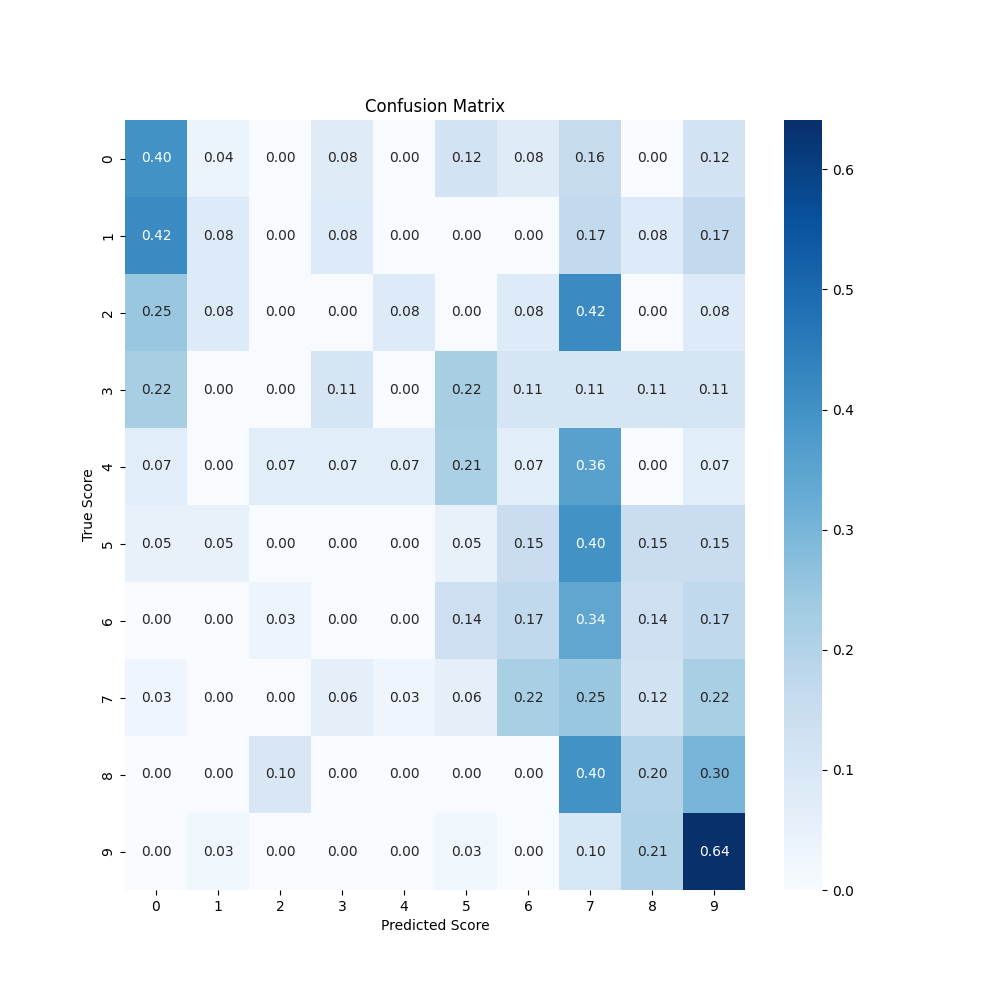 Confusion Matrix
0 0.40 0.04 0.00 0.08 0.00 0.12 0.08 0.16 0.00 0.12
1 0.42 0.08 0.00 0.08 0.00 0.00 0.00 0.17 0.08 0.17
2 0.25 0.08 0.00 0.00 0.08 0.00 0.08 0.42 0.00 0.08
3 0.22 0.00 0.00 0.11 0.00 0.22 0.11 0.11 0.11 0.11
4 0.07 0.00 0.07 0.07 0.07 0.21 0.07 0.36 0.00 0.07
5 0.05 0.05 0.00 0.00 0.00 0.05 0.15 0.40 0.15 0.15
6 0.00 0.00 0.03 0.00 0.00 0.14 0.17 0.34 0.14 0.17
7 0.03 0.00 0.00 0.06 0.03 0.06 0.22 0.25 0.12 0.22
8 0.00 0.00 0.10 0.00 0.00 0.00 0.00 0.40 0.20 0.30
9 0.00 0.03 0.00 0.00 0.00 0.03 0.00 0.10 0.21 0.64
0 1 2 3 4 5 6 7 8 9
Predicted Score
True Score
0.6
0.5
0.4
0.3
0.2
0.1
0.0